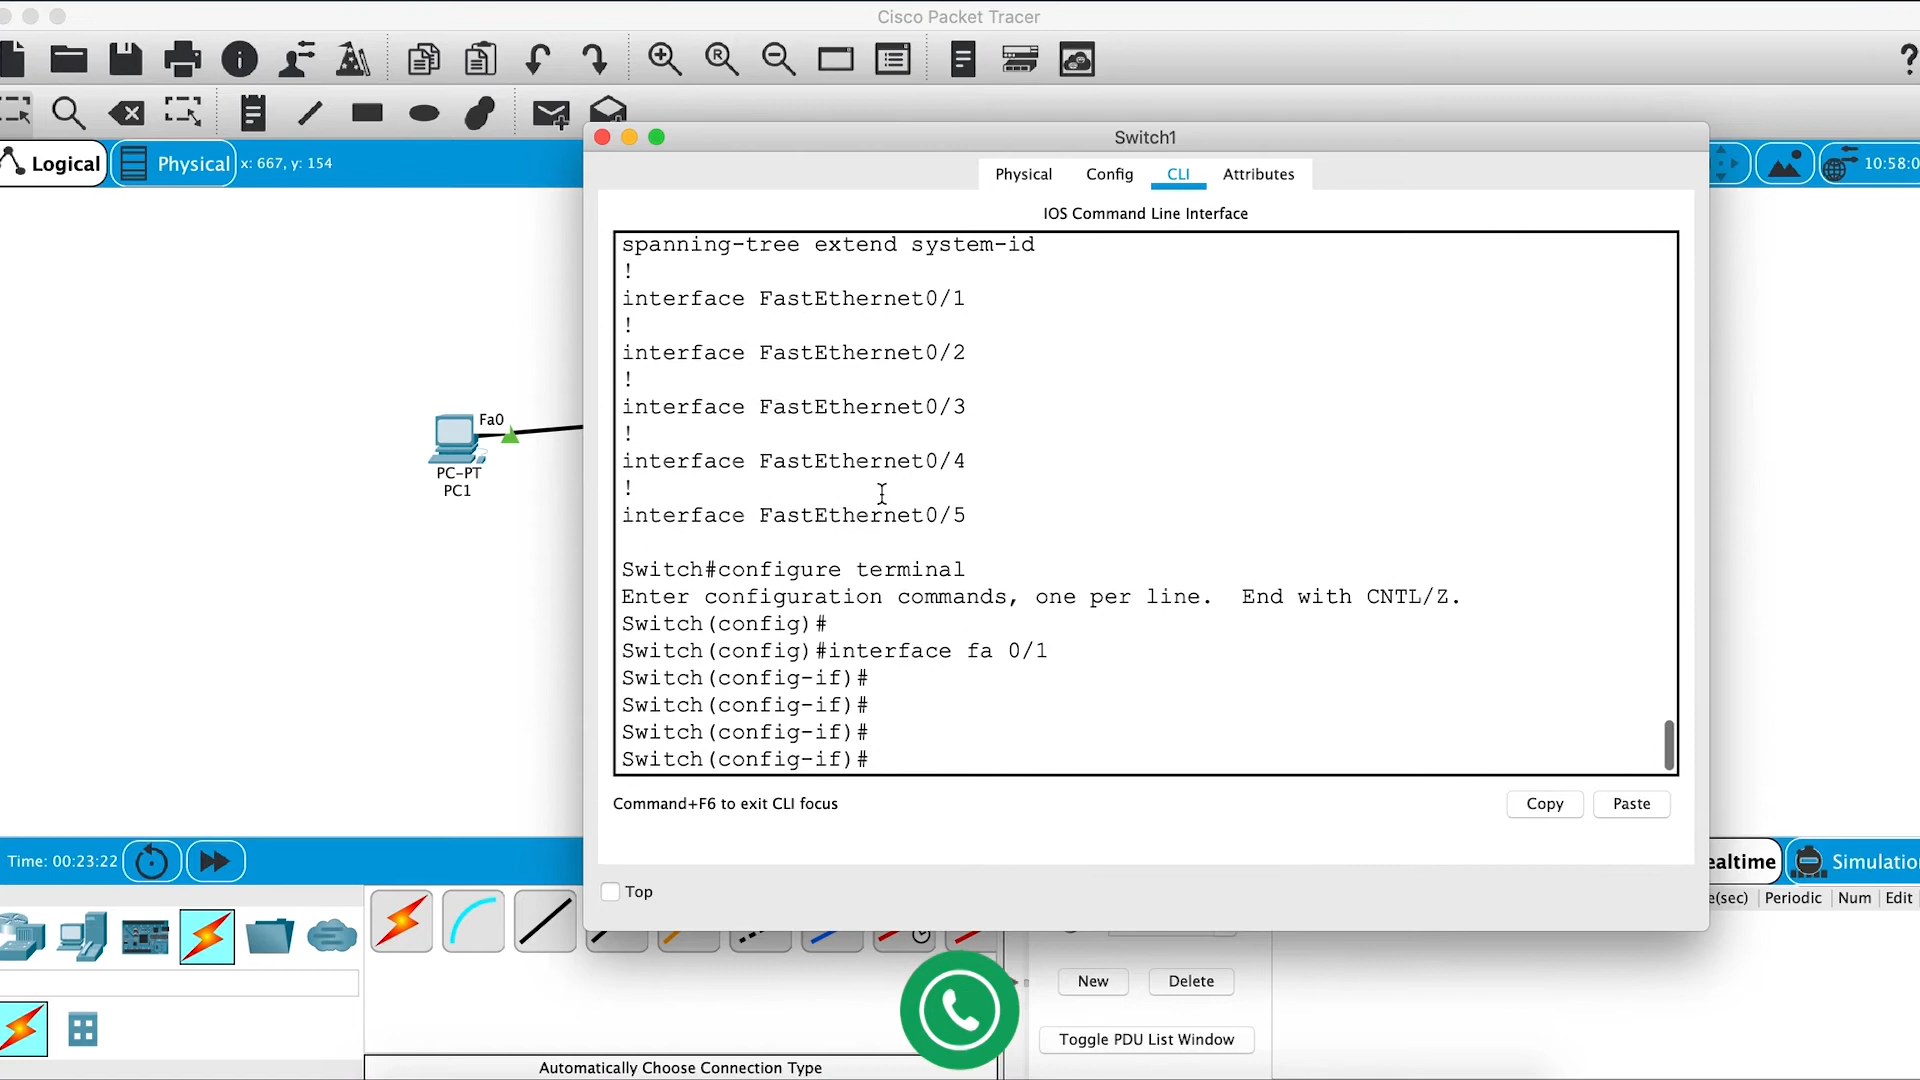 Cisco Packet Tracer
Logical
Physical
x: 667, y: 154
10:58:0
Switch1
Physical
Config
CLI
Attributes
IOS Command Line Interface
spanning-tree extend system-id
!
interface FastEthernet0/1
!
interface FastEthernet0/2
!
interface FastEthernet0/3
!
interface FastEthernet0/4
!
interface FastEthernet0/5
Switch#configure terminal
Enter configuration commands, one per line.  End with CNTL/Z.
Switch(config)#
Switch(config)#interface fa 0/1
Switch(config-if)#
Switch(config-if)#
Switch(config-if)#
Switch(config-if)#
Command+F6 to exit CLI focus
Copy
Paste
Top
Fa0
PC-PT
PC1
Time: 00:23:22
ealtime
Simulatio
e(sec)
Periodic
Num
Edit
New
Delete
Toggle PDU List Window
Automatically Choose Connection Type